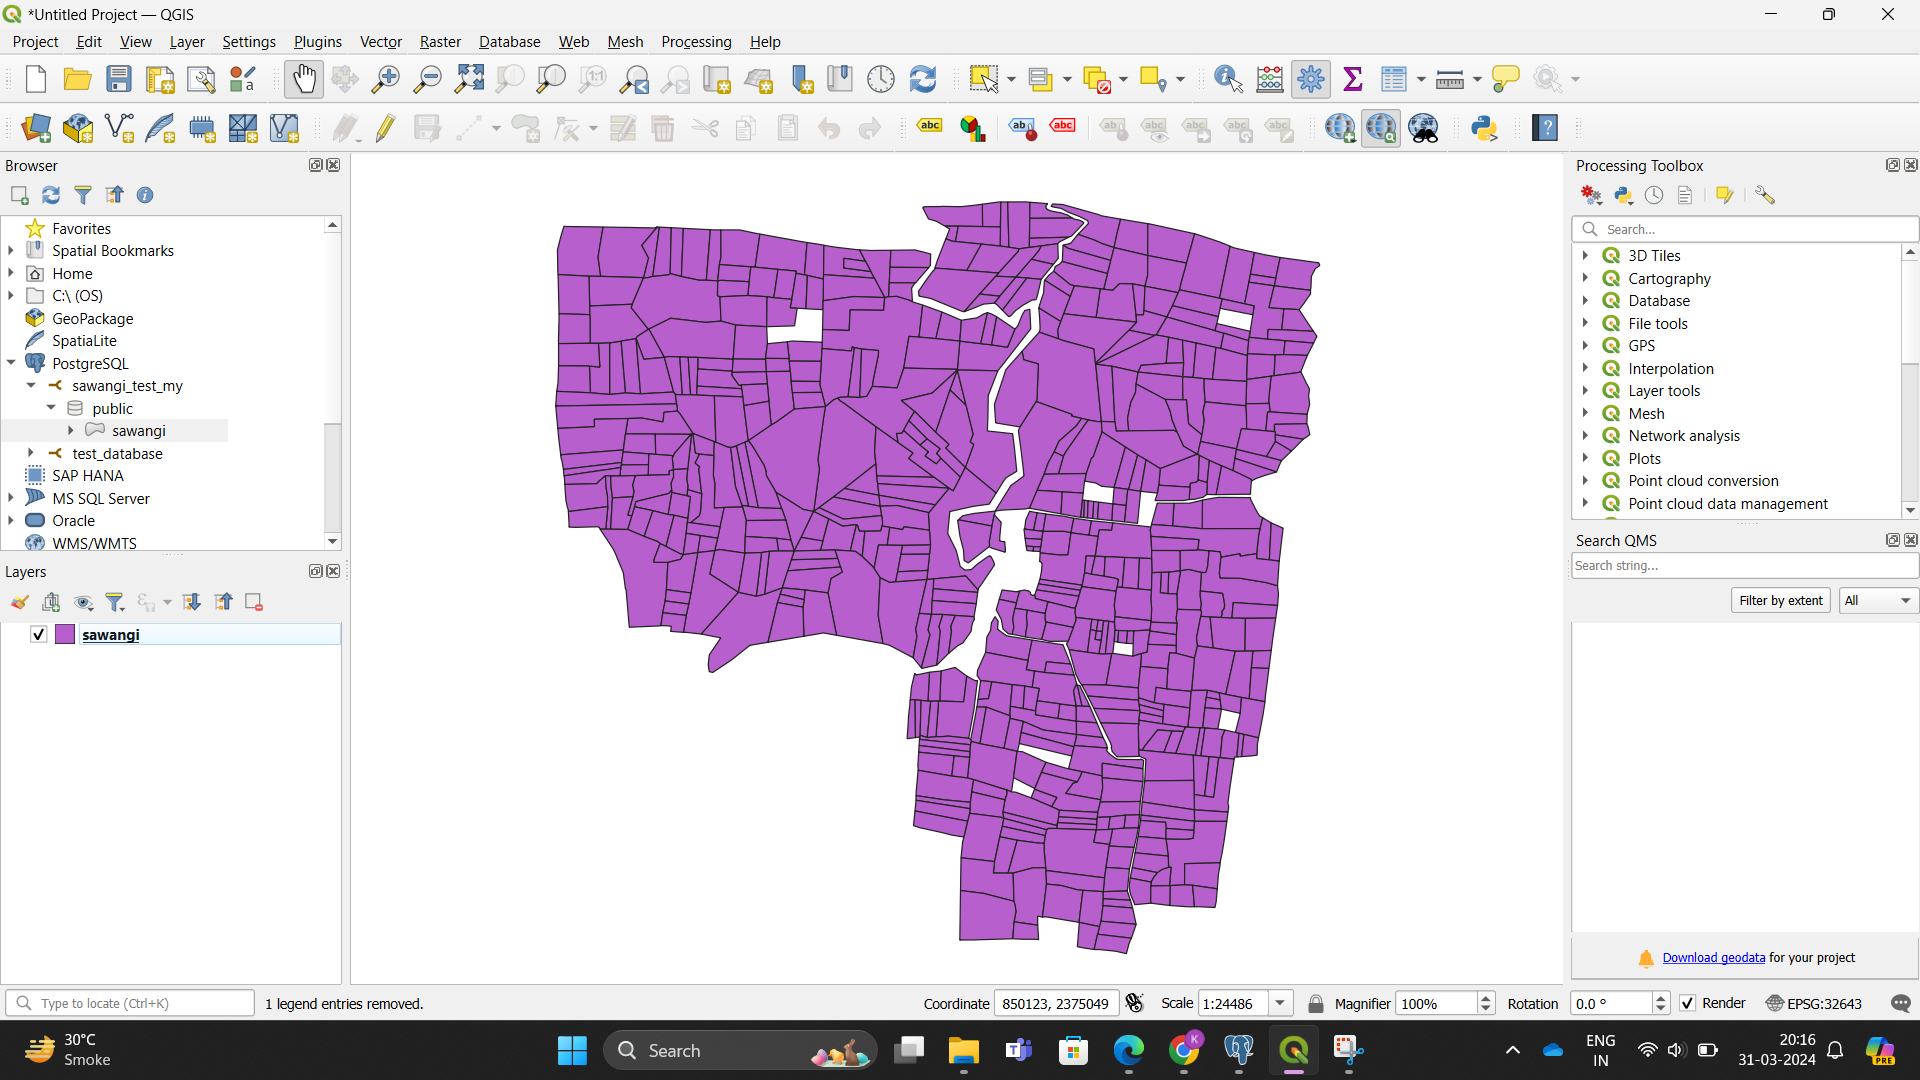 *Untitled Project — QGIS
Project Edit View Layer Settings Plugins Vector Raster Database Web Mesh Processing Help
Browser
Favorites
Spatial Bookmarks
Home
C:\ (OS)
GeoPackage
SpatiaLite
PostgreSQL
sawangi_test_my
public
sawangi
test_database
SAP HANA
MS SQL Server
Oracle
WMS/WMTS
Layers
sawangi
Processing Toolbox
Search...
3D Tiles
Cartography
Database
File tools
GPS
Interpolation
Layer tools
Mesh
Network analysis
Plots
Point cloud conversion
Point cloud data management
Search QMS
Search string...
Filter by extent All
Download geodata for your project
Type to locate (Ctrl+K) 1 legend entries removed. Coordinate 850123, 2375049 Scale 1:24486 Magnifier 100% Rotation 0.0 ° Render EPSG:32643
30°C
Smoke
Search
ENG
IN
20:16
31-03-2024